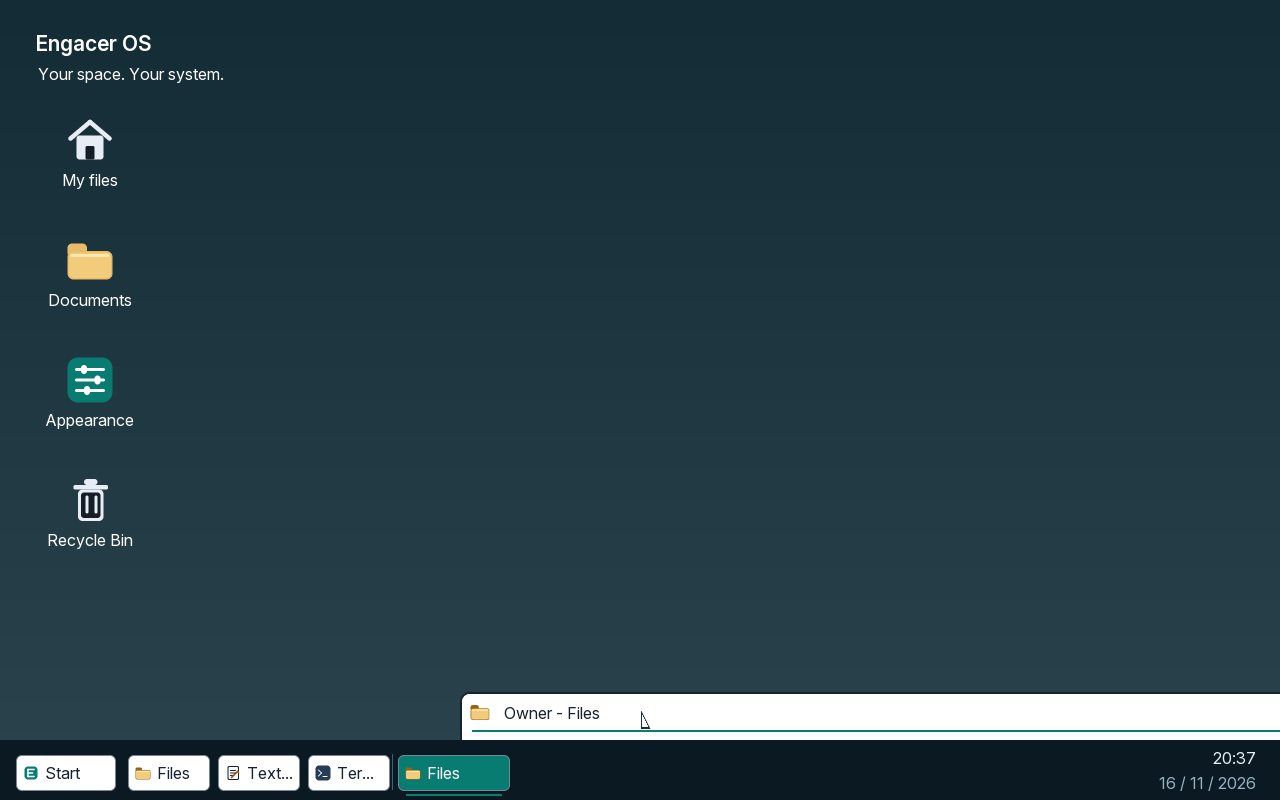 Engacer OS
Your space. Your system.
My files
Documents
Appearance
Recycle Bin
Owner - Files
Start
Files
Text...
Ter...
Files
20:37
16 / 11 / 2026